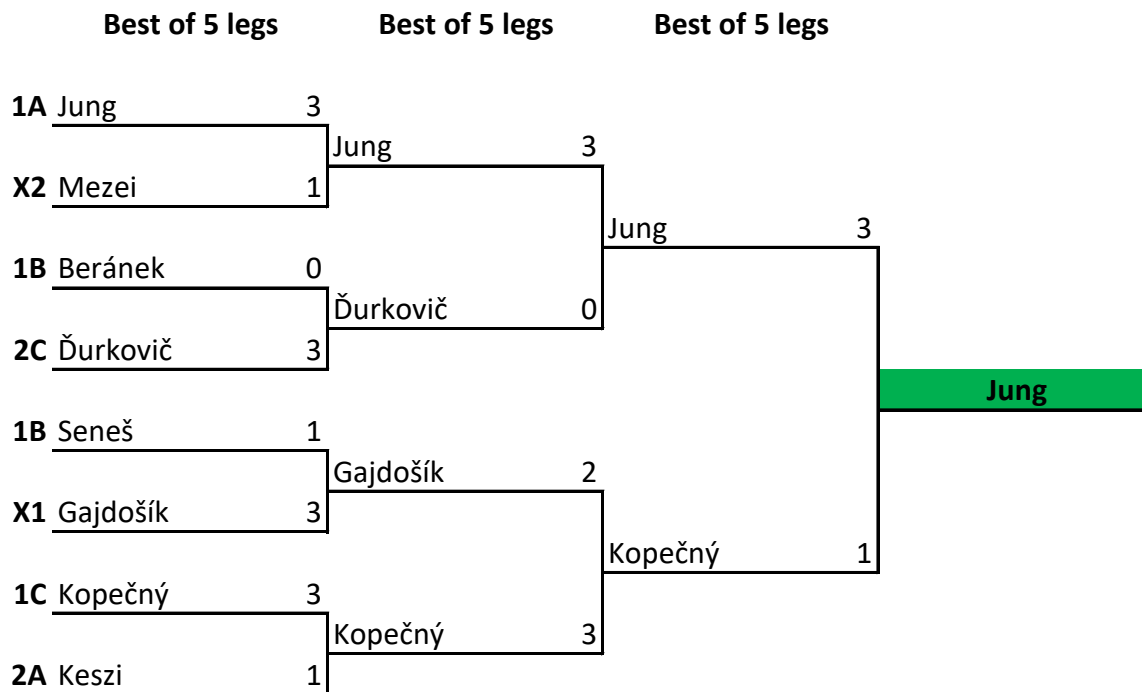 Best of 5 legs Best of 5 legs Best of 5 legs
1A Jung 3
Jung 3
X2 Mezei 1
Jung 3
1B Beránek 0
Ďurkovič 0
2C Ďurkovič 3
Jung
1B Seneš 1
Gajdošík 2
X1 Gajdošík 3
Kopečný 1
1C Kopečný 3
Kopečný 3
2A Keszi 1